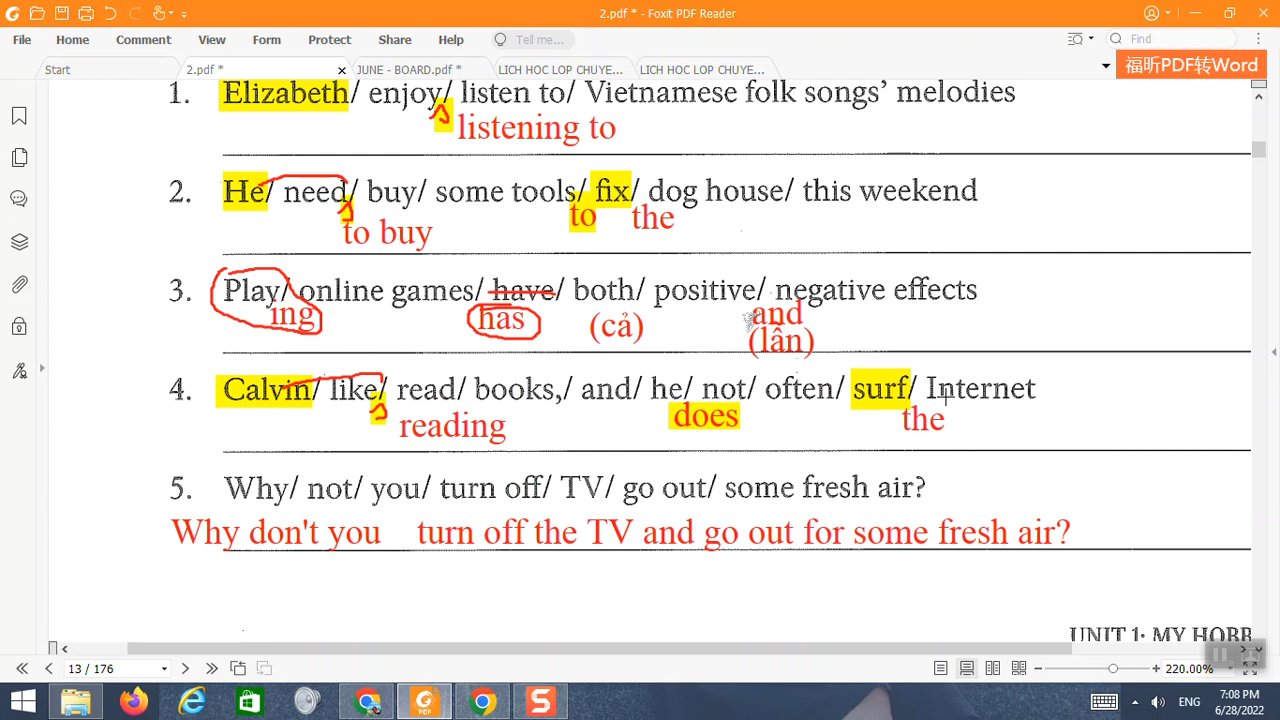 2.pdf * - Foxit PDF Reader
File Home Comment View Form Protect Share Help Tell me... Find
Start 2.pdf * JUNE - BOARD.pdf * LICH HOC LOP CHUYE... LICH HOC LOP CHUYE... 福昕PDF转Word
1. Elizabeth/ enjoy/ listen to/ Vietnamese folk songs' melodies
s listening to
2. He/ need/ buy/ some tools/ fix/ dog house/ this weekend
s to buy to the
3. Play/ online games/ have/ both/ positive/ negative effects
ing has (cả) and
(lẫn)
4. Calvin/ like/ read/ books,/ and/ he/ not/ often/ surf/ Internet
s reading does the
5. Why/ not/ you/ turn off/ TV/ go out/ some fresh air?
Why don't you turn off the TV and go out for some fresh air?
UNIT 1: MY HOBB
13 / 176 220.00%
ENG 7:08 PM
6/28/2022